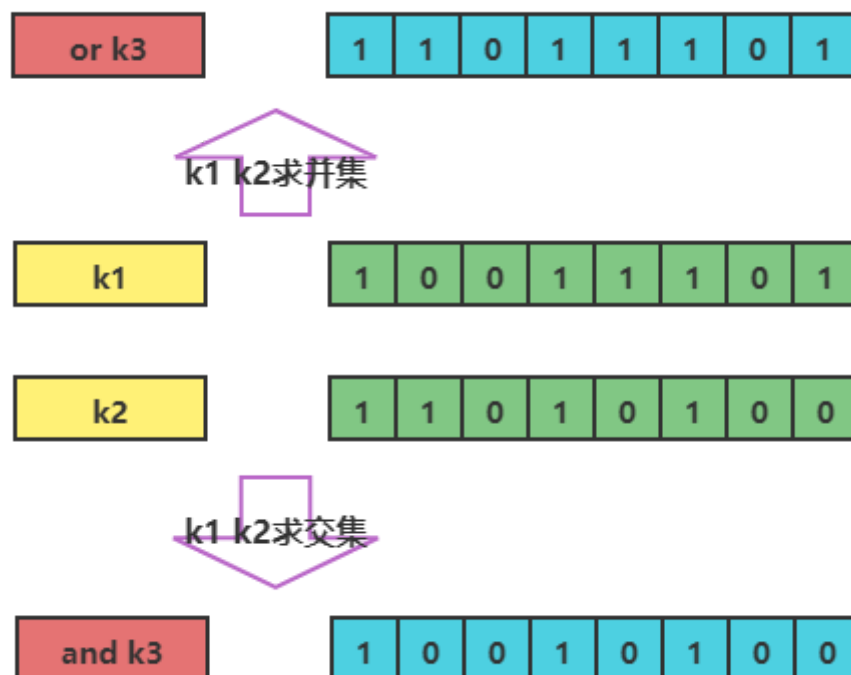 or k3 1 1 0 1 1 1 0 1
k1 k2求并集
k1 1 0 0 1 1 1 0 1
k2 1 1 0 1 0 1 0 0
k1 k2求交集
and k3 1 0 0 1 0 1 0 0